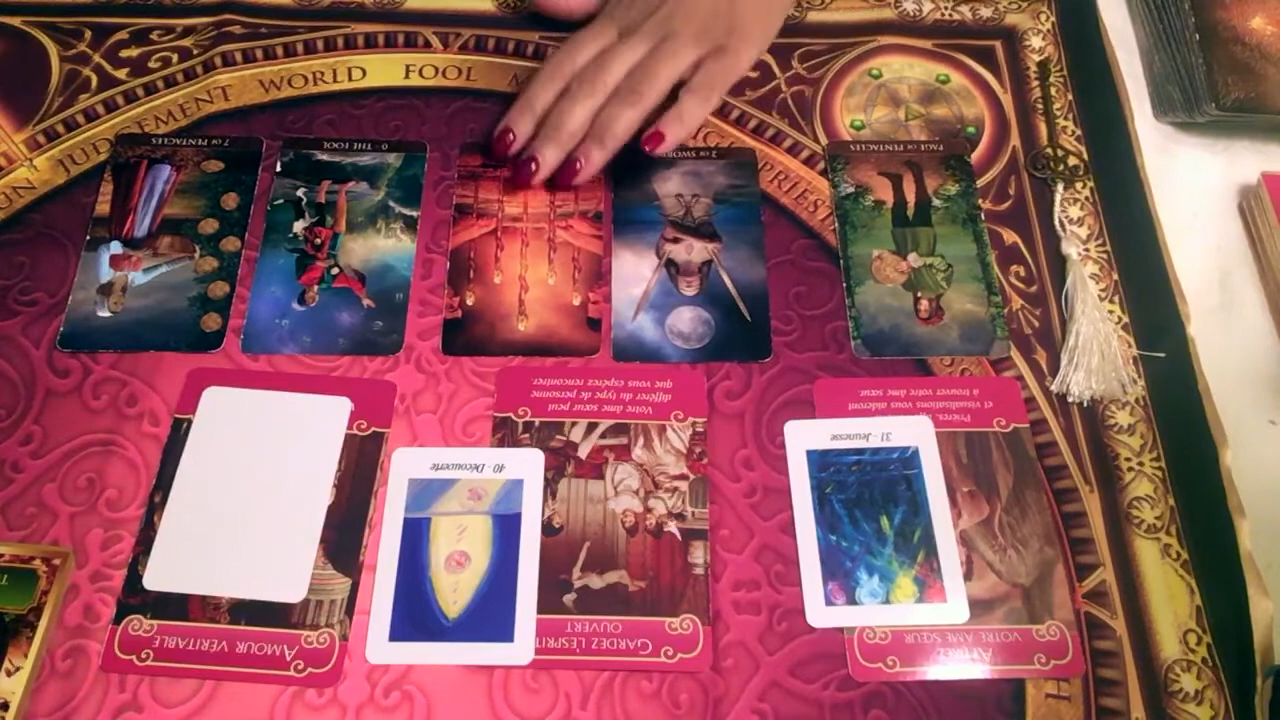 JUDGEMENT WORLD FOOL
7 OF PENTACLES
0 - THE FOOL
2 OF SWORDS
PAGE OF PENTACLES
Votre âme sœur peut
différer du type de personne
que vous espérez rencontrer.
et visualisations vous aideront
à trouver votre âme sœur.
40 - Découverte
31 - Jeunesse
AMOUR VÉRITABLE
GARDEZ L'ESPRIT
OUVERT
ATTIREZ
VOTRE ÂME SŒUR